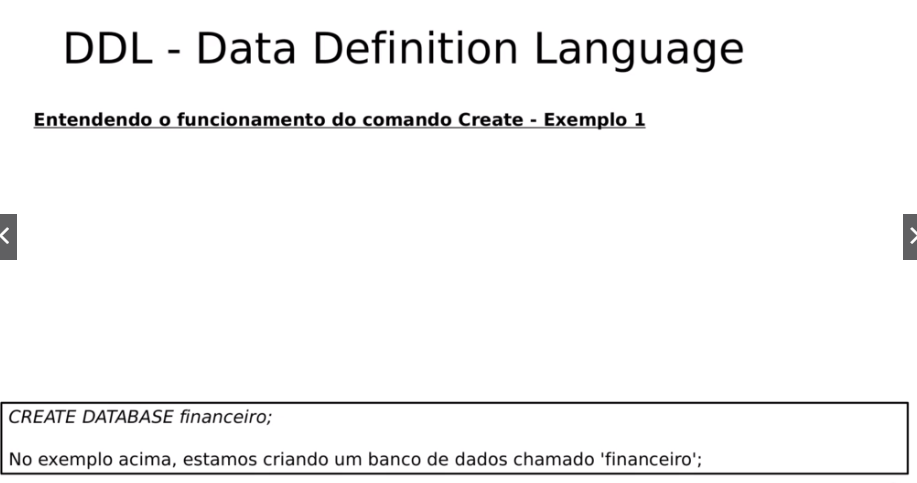 DDL - Data Definition Language
Entendendo o funcionamento do comando Create - Exemplo 1
CREATE DATABASE financeiro;
No exemplo acima, estamos criando um banco de dados chamado 'financeiro';